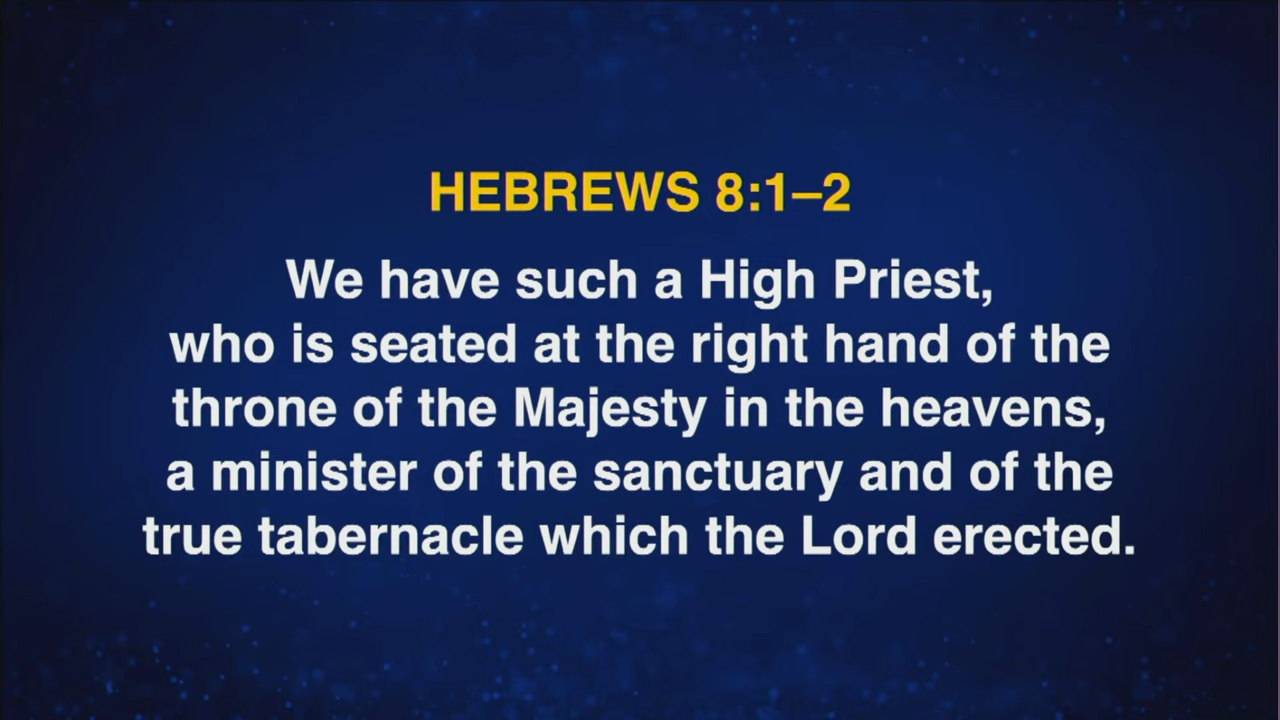 HEBREWS 8:1–2
We have such a High Priest,
who is seated at the right hand of the
throne of the Majesty in the heavens,
a minister of the sanctuary and of the
true tabernacle which the Lord erected.